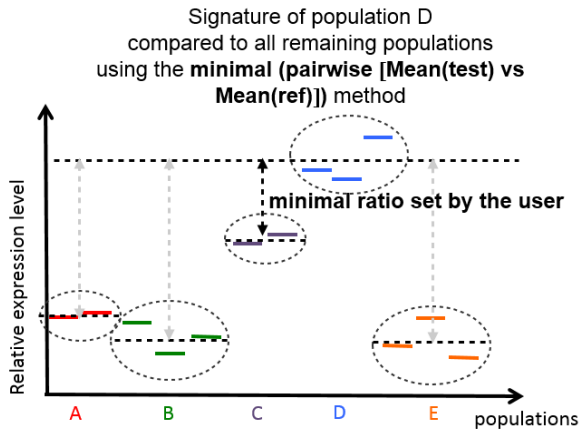 Signature of population D
compared to all remaining populations
using the minimal (pairwise [Mean(test) vs
Mean(ref)]) method
Relative expression level
minimal ratio set by the user
A B C D E
populations